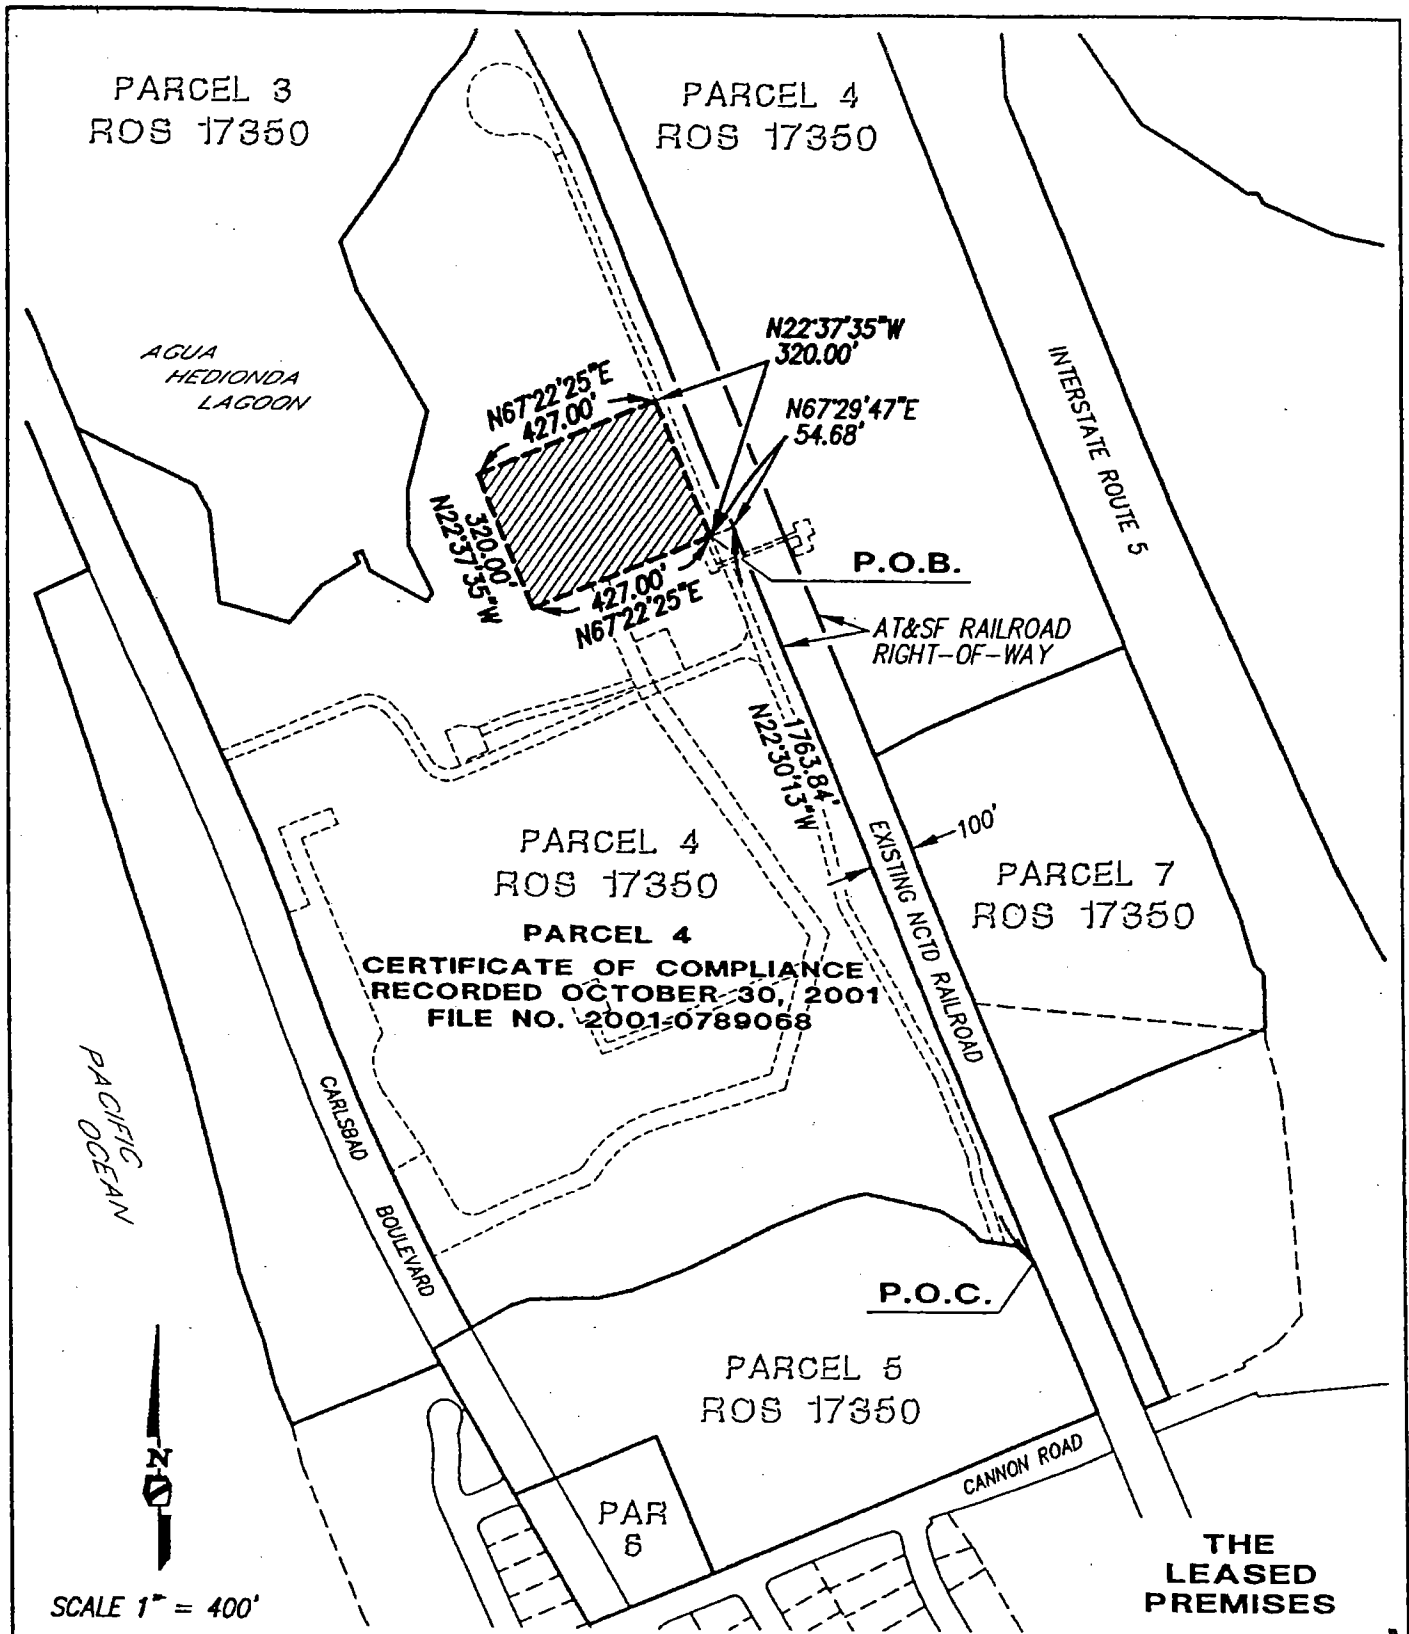 PARCEL 3
ROS 17350
PARCEL 4
ROS 17350
N22°37'35"W
320.00'
AGUA
HEDIONDA
LAGOON
N67°22'25"E
427.00'
N67°29'47"E
54.68'
INTERSTATE ROUTE 5
320.00'
N22°37'35"W
P.O.B.
427.00'
N67°22'25"E
AT&SF RAILROAD
RIGHT-OF-WAY
1763.84'
N22°30'13"W
100'
EXISTING NCTD RAILROAD
PARCEL 4
ROS 17350
PARCEL 7
ROS 17350
PARCEL 4
CERTIFICATE OF COMPLIANCE
RECORDED OCTOBER 30, 2001
FILE NO. 2001-0789068
PACIFIC
OCEAN
CARLSBAD
BOULEVARD
P.O.C.
PARCEL 5
ROS 17350
CANNON ROAD
N
PAR
6
THE
LEASED
PREMISES
SCALE 1" = 400'